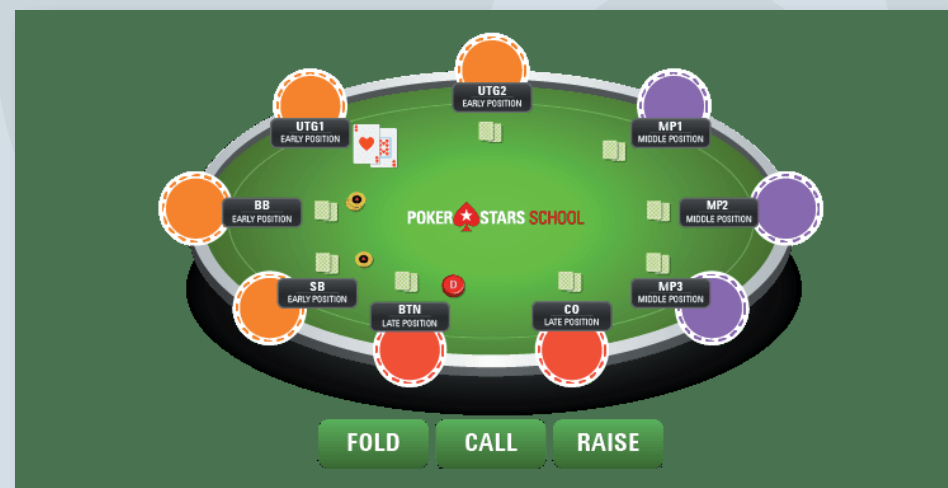 UTG2
EARLY POSITION
UTG1
EARLY POSITION
MP1
MIDDLE POSITION
BB
EARLY POSITION
MP2
MIDDLE POSITION
POKER STARS SCHOOL
SB
EARLY POSITION
D
MP3
MIDDLE POSITION
BTN
LATE POSITION
CO
LATE POSITION
FOLD
CALL
RAISE